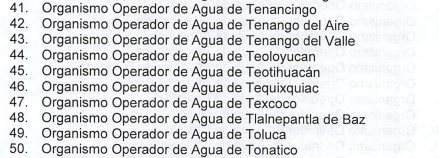 41. Organismo Operador de Agua de Tenancingo
42. Organismo Operador de Agua de Tenango del Aire
43. Organismo Operador de Agua de Tenango del Valle
44. Organismo Operador de Agua de Teoloyucan
45. Organismo Operador de Agua de Teotihuacán
46. Organismo Operador de Agua de Tequixquiac
47. Organismo Operador de Agua de Texcoco
48. Organismo Operador de Agua de Tlalnepantla de Baz
49. Organismo Operador de Agua de Toluca
50. Organismo Operador de Agua de Tonatico